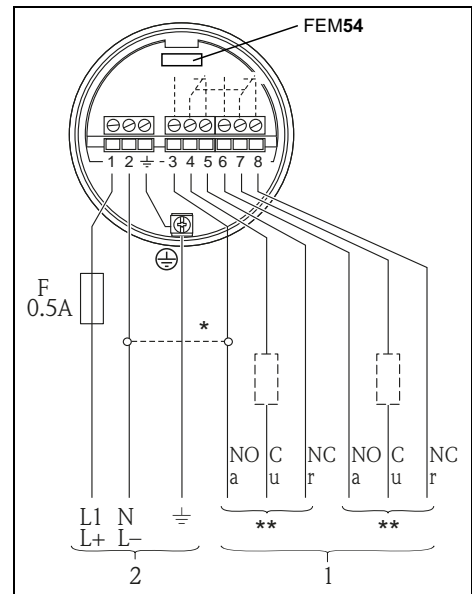 FEM54
1 2 ⏚ 3 4 5 6 7 8
F
0.5A
*
NO C NC NO C NC
a u r a u r
L1 N
L+ L–
** **
2 1